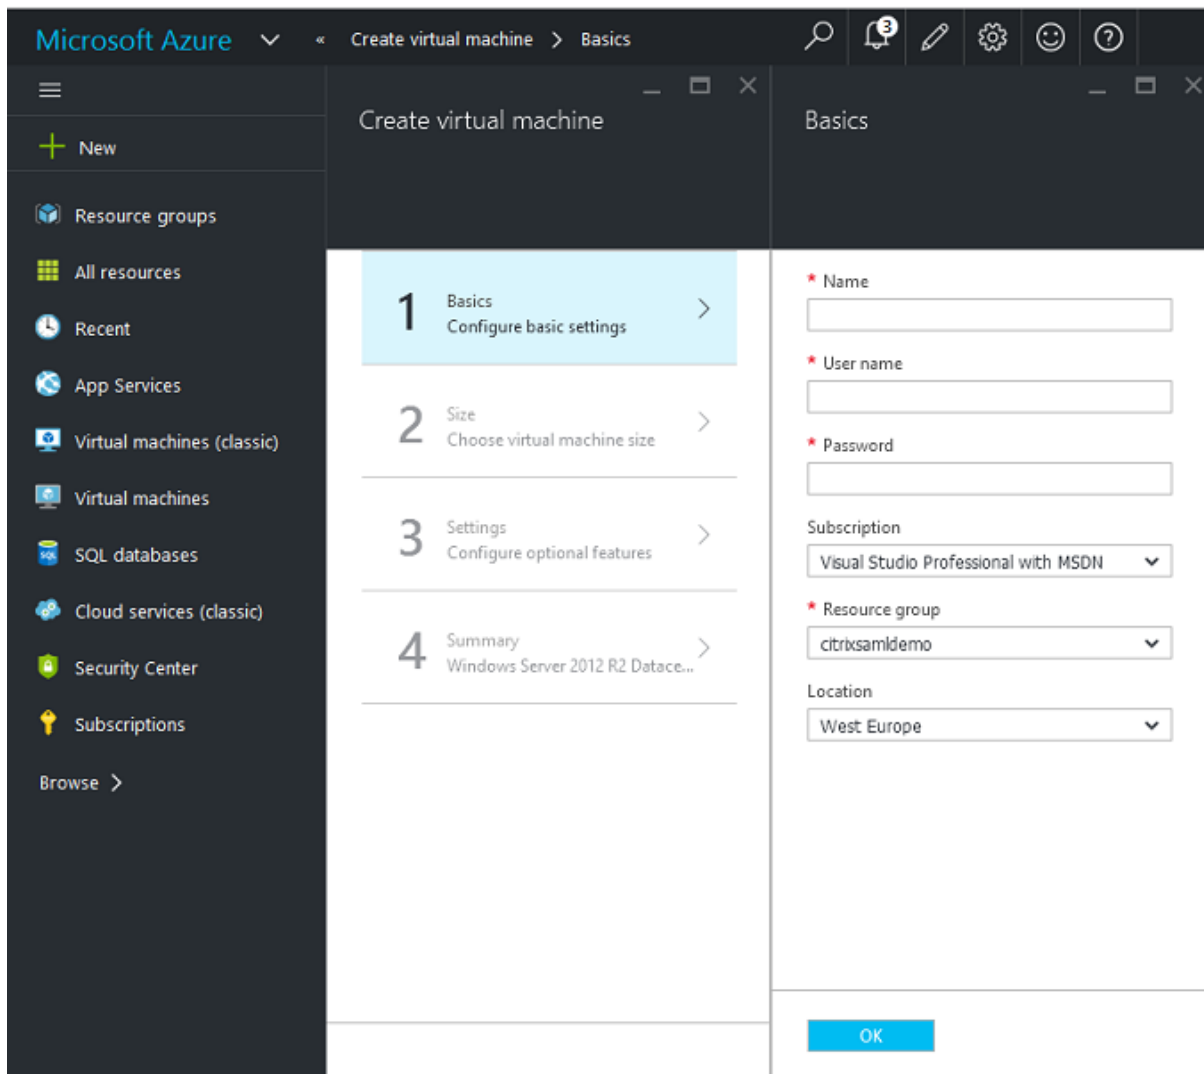 Microsoft Azure « Create virtual machine > Basics 3
New
Resource groups
All resources
Recent
App Services
Virtual machines (classic)
Virtual machines
SQL databases
Cloud services (classic)
Security Center
Subscriptions
Browse >
Create virtual machine
1 Basics
Configure basic settings
2 Size
Choose virtual machine size
3 Settings
Configure optional features
4 Summary
Windows Server 2012 R2 Datace...
Basics
* Name
* User name
* Password
Subscription
Visual Studio Professional with MSDN
* Resource group
citrixsamldemo
Location
West Europe
OK